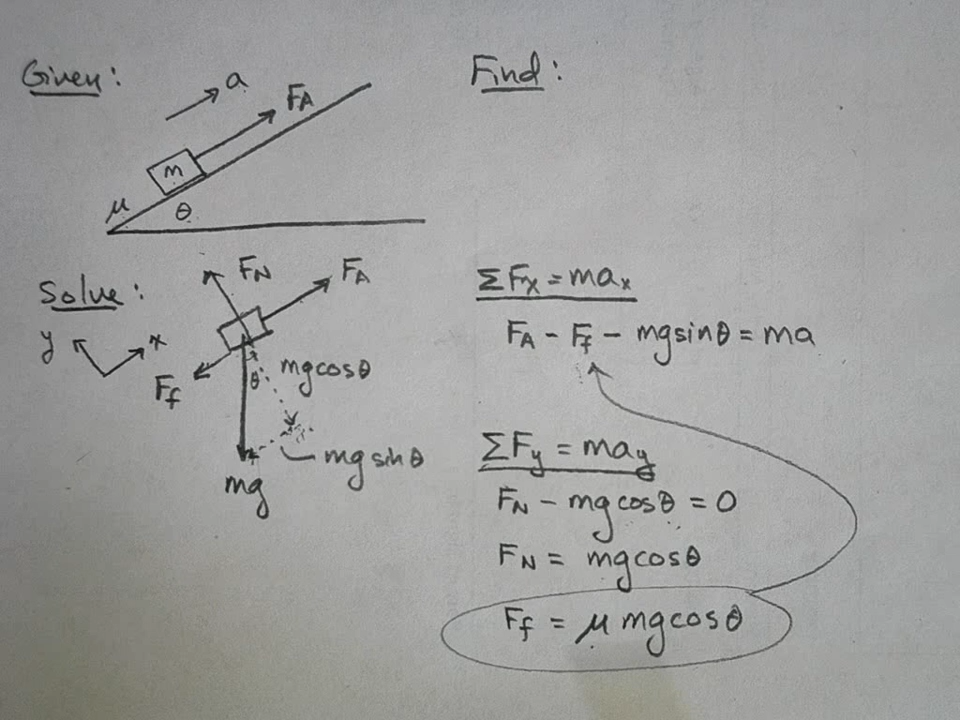 Given:
Find:
a
FA
m
μ
θ
Solve:
y
x
FN
FA
Ff
θ
mgcosθ
mgsinθ
mg
ΣFx = max
FA - Ff - mgsinθ = ma
ΣFy = may
FN - mgcosθ = 0
FN = mgcosθ
Ff = μmgcosθ